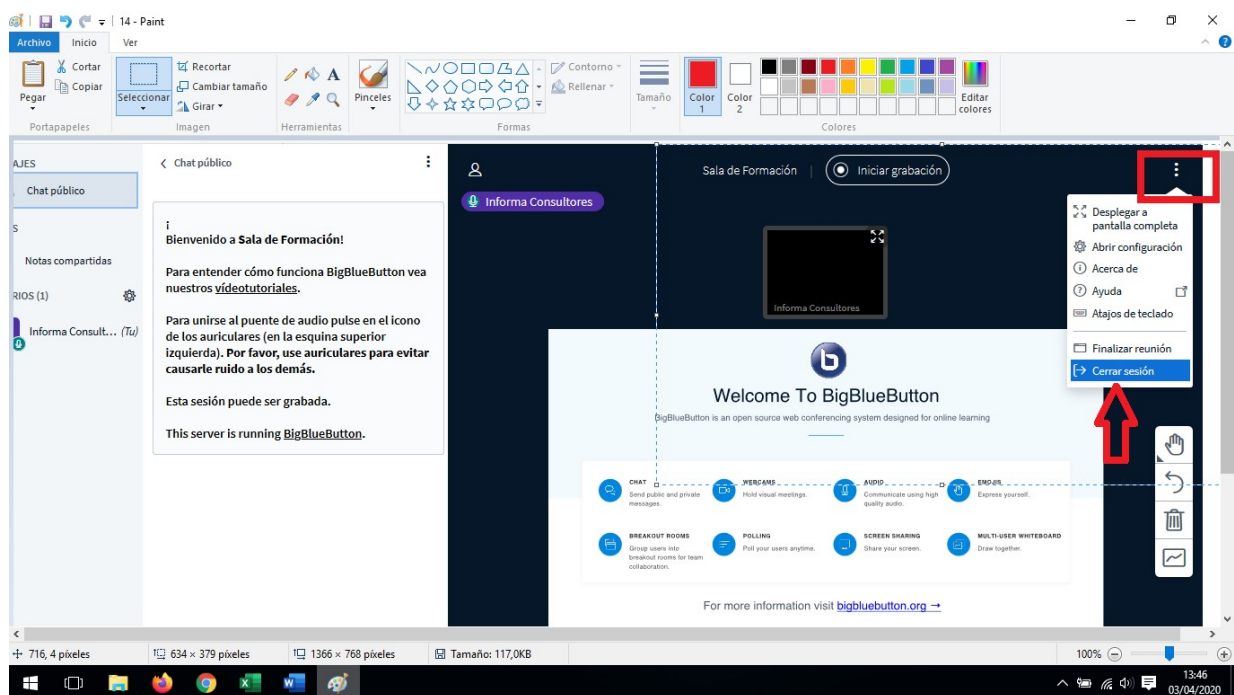 14 - Paint
Archivo Inicio Ver
Pegar
Cortar
Copiar
Portapapeles
Seleccionar
Recortar
Cambiar tamaño
Girar
Imagen
A
Herramientas
Pinceles
Contorno
Rellenar
Formas
Tamaño
Color
1
Color
2
Editar
colores
Colores
AJES
Chat público
S
Notas compartidas
RIOS (1)
Informa Consult... (Tu)
Chat público
¡
Bienvenido a Sala de Formación!
Para entender cómo funciona BigBlueButton vea
nuestros vídeotutoriales.
Para unirse al puente de audio pulse en el icono
de los auriculares (en la esquina superior
izquierda). Por favor, use auriculares para evitar
causarle ruido a los demás.
Esta sesión puede ser grabada.
This server is running BigBlueButton.
Sala de Formación | Iniciar grabación
Informa Consultores
Informa Consultores
Desplegar a
pantalla completa
Abrir configuración
Acerca de
Ayuda
Atajos de teclado
Finalizar reunión
Cerrar sesión
b
Welcome To BigBlueButton
BigBlueButton is an open source web conferencing system designed for online learning
CHAT
Send public and private
messages.
WEBCAMS
Hold visual meetings.
AUDIO
Communicate using high
quality audio.
EMOJIS
Express yourself.
BREAKOUT ROOMS
Group users into
breakout rooms for team
collaboration.
POLLING
Poll your users anytime.
SCREEN SHARING
Share your screen.
MULTI-USER WHITEBOARD
Draw together.
For more information visit bigbluebutton.org →
716, 4 píxeles
634 × 379 píxeles
1366 × 768 píxeles
Tamaño: 117,0KB
100%
13:46
03/04/2020